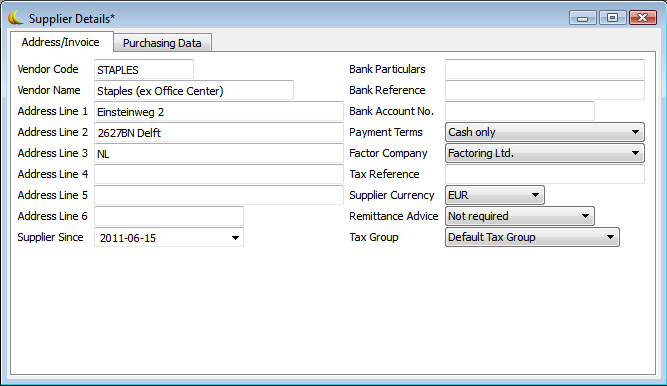 Supplier Details*
Address/Invoice Purchasing Data
Vendor Code STAPLES
Vendor Name Staples (ex Office Center)
Address Line 1 Einsteinweg 2
Address Line 2 2627BN Delft
Address Line 3 NL
Address Line 4
Address Line 5
Address Line 6
Supplier Since 2011-06-15
Bank Particulars
Bank Reference
Bank Account No.
Payment Terms Cash only
Factor Company Factoring Ltd.
Tax Reference
Supplier Currency EUR
Remittance Advice Not required
Tax Group Default Tax Group